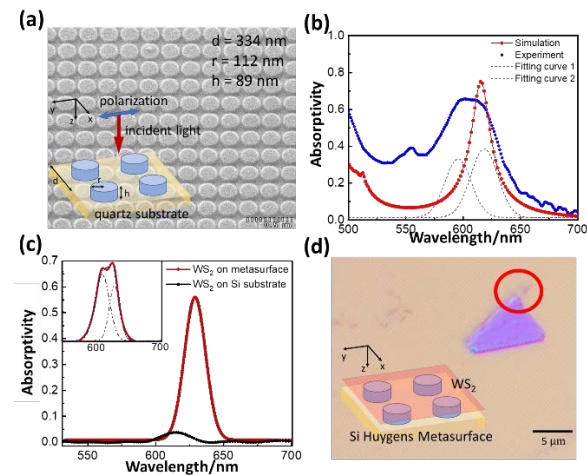 (a)
d = 334 nm
r = 112 nm
h = 89 nm
polarization
y
z
x
incident light
d
r
h
quartz substrate
(b)
Simulation
Experiment
Fitting curve 1
Fitting curve 2
Absorptivity
1.0
0.8
0.6
0.4
0.2
0.0
500 550 600 650 700
Wavelength/nm
(c)
WS2 on metasurface
WS2 on Si substrate
Absorptivity
0.7
0.6
0.5
0.4
0.3
0.2
0.1
0.0
600 700
550 600 650 700
Wavelength/nm
(d)
y
z
x
WS2
Si Huygens Metasurface
5 μm